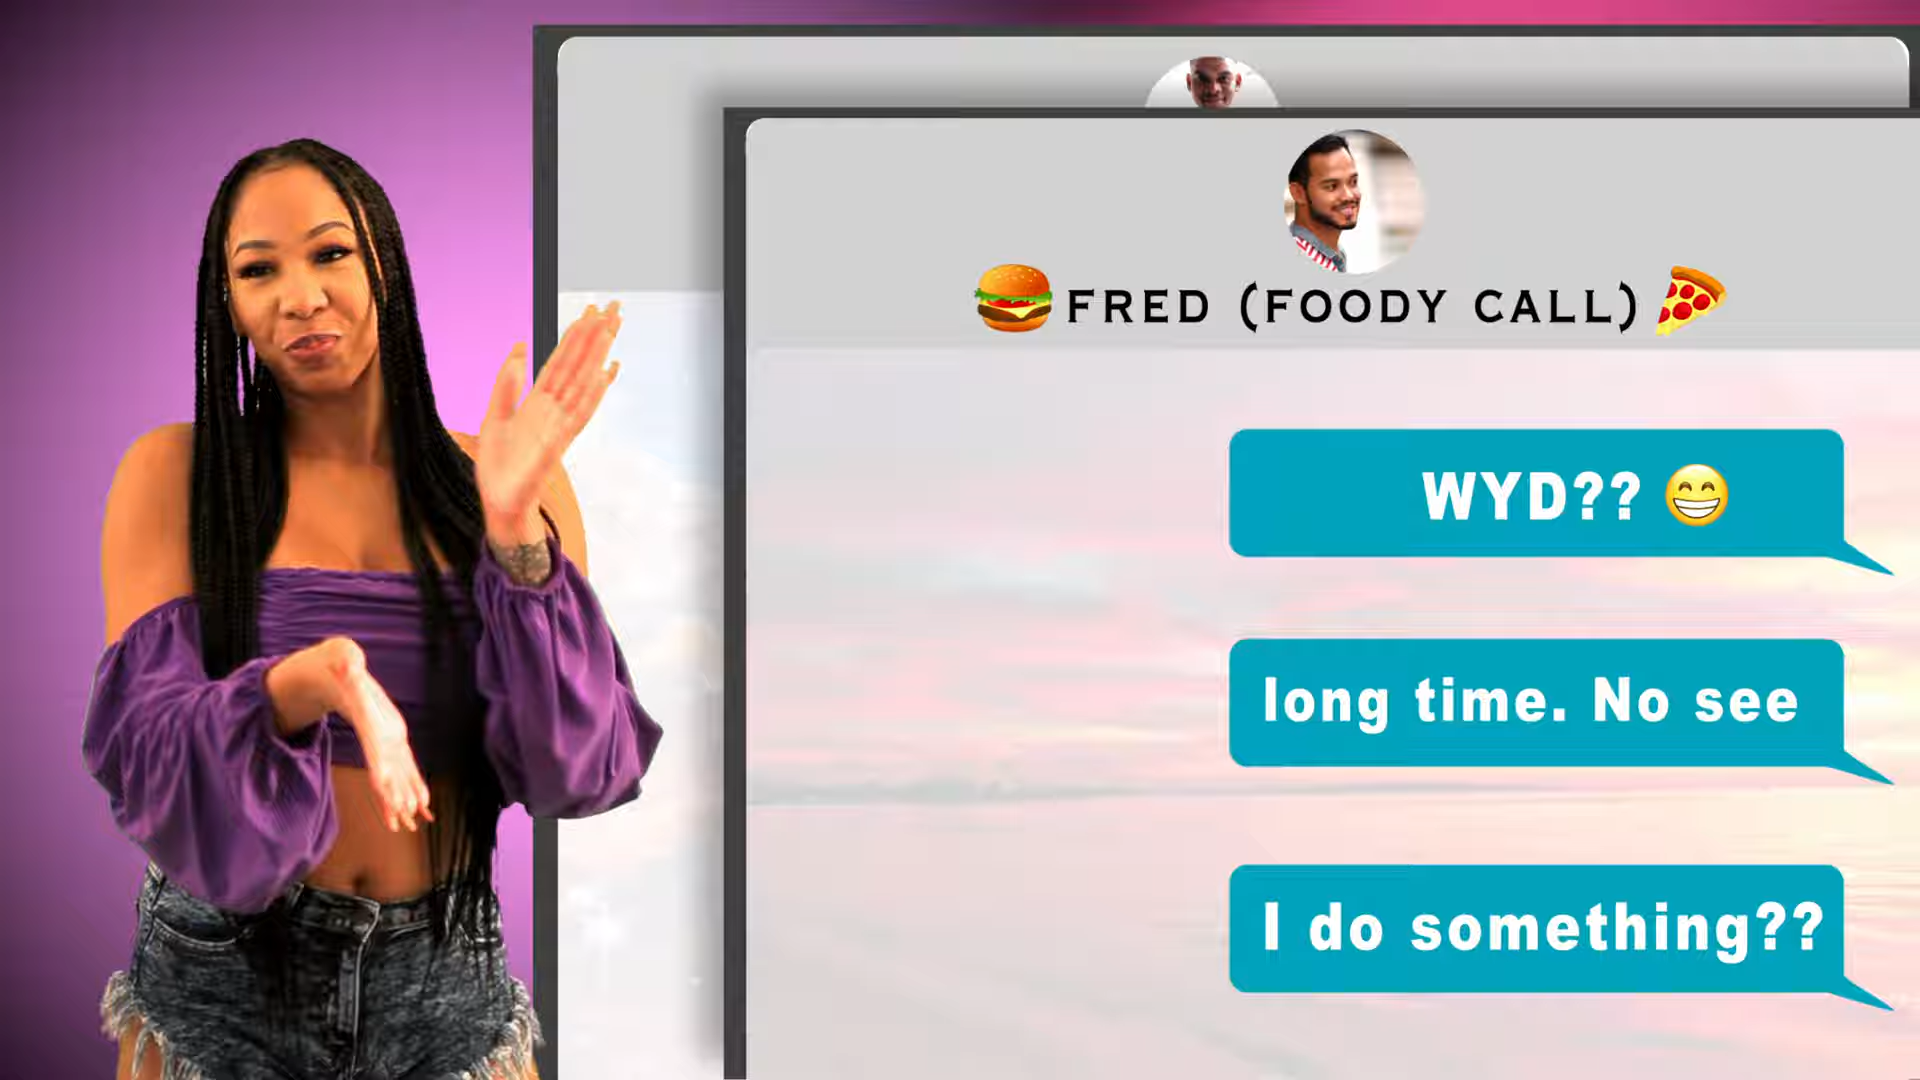 FRED (FOODY CALL)
WYD??
long time. No see
I do something??